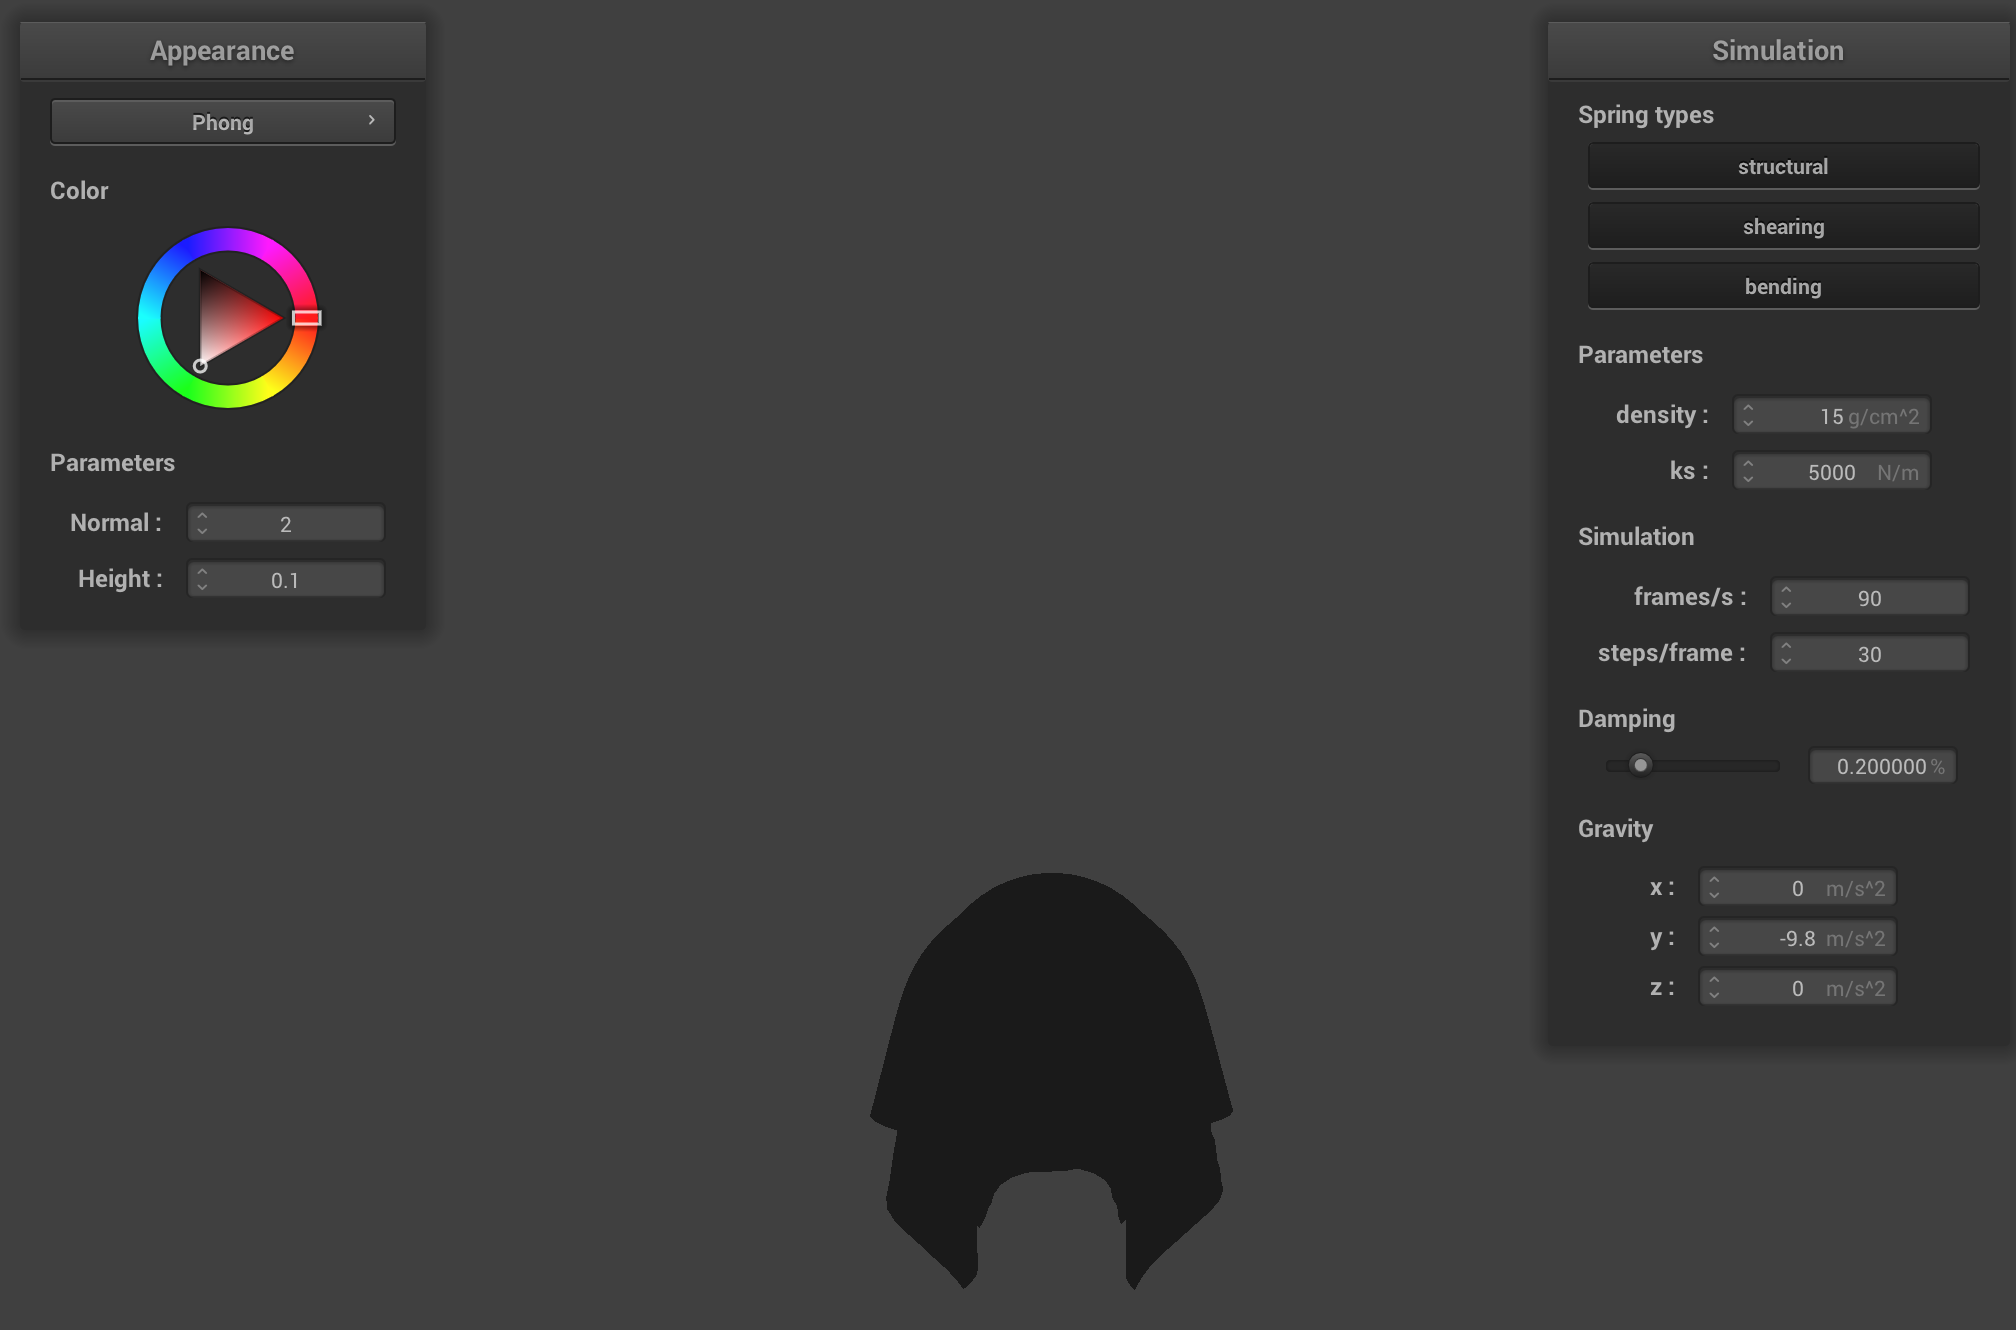 Appearance
Phong
Color
Parameters
Normal : 2
Height : 0.1
Simulation
Spring types
structural
shearing
bending
Parameters
density : 15 g/cm^2
ks : 5000 N/m
Simulation
frames/s : 90
steps/frame : 30
Damping
0.200000 %
Gravity
x : 0 m/s^2
y : -9.8 m/s^2
z : 0 m/s^2